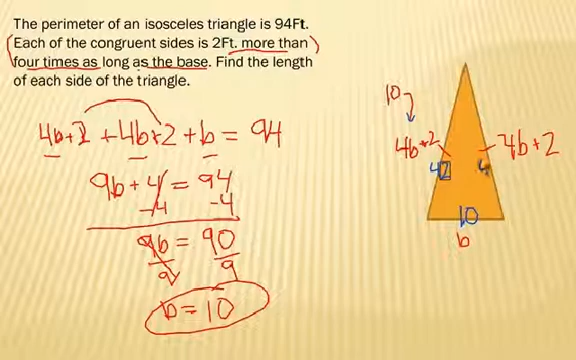 The perimeter of an isosceles triangle is 94Ft.
Each of the congruent sides is 2Ft. more than
four times as long as the base. Find the length
of each side of the triangle.
4b+2 +4b+2 +b = 94
9b + 4 = 94
-4 -4
9b = 90
9 9
b = 10
10
4b+2 4b+2
42 4
10
b